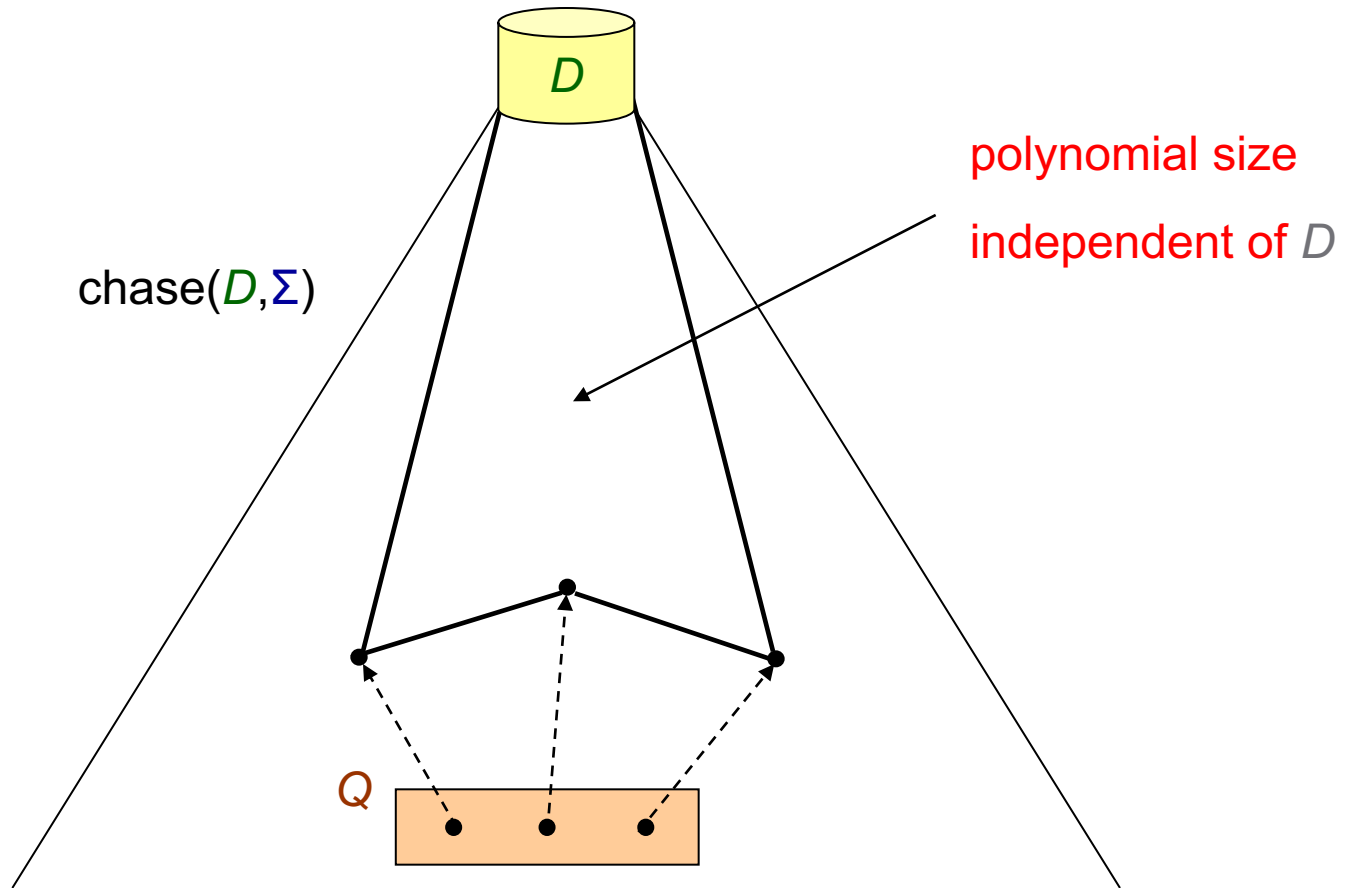 D
polynomial size
independent of D
chase(D,Σ)
Q